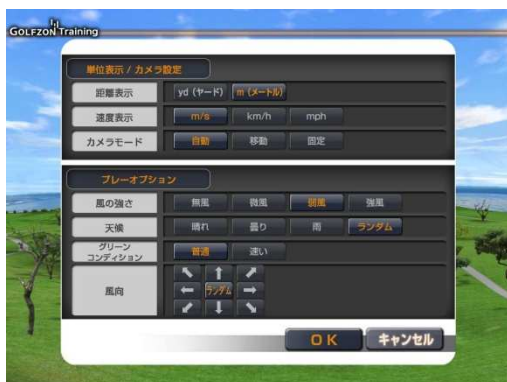 GOLFZON Training
単位表示 / カメラ設定
距離表示 yd (ヤード) m (メートル)
速度表示 m/s km/h mph
カメラモード 自動 移動 固定
プレーオプション
風の強さ 無風 微風 弱風 強風
天候 晴れ 曇り 雨 ランダム
グリーン
コンディション 普通 速い
↖ ↑ ↗
風向 ← ランダム →
↙ ↓ ↘
OK キャンセル